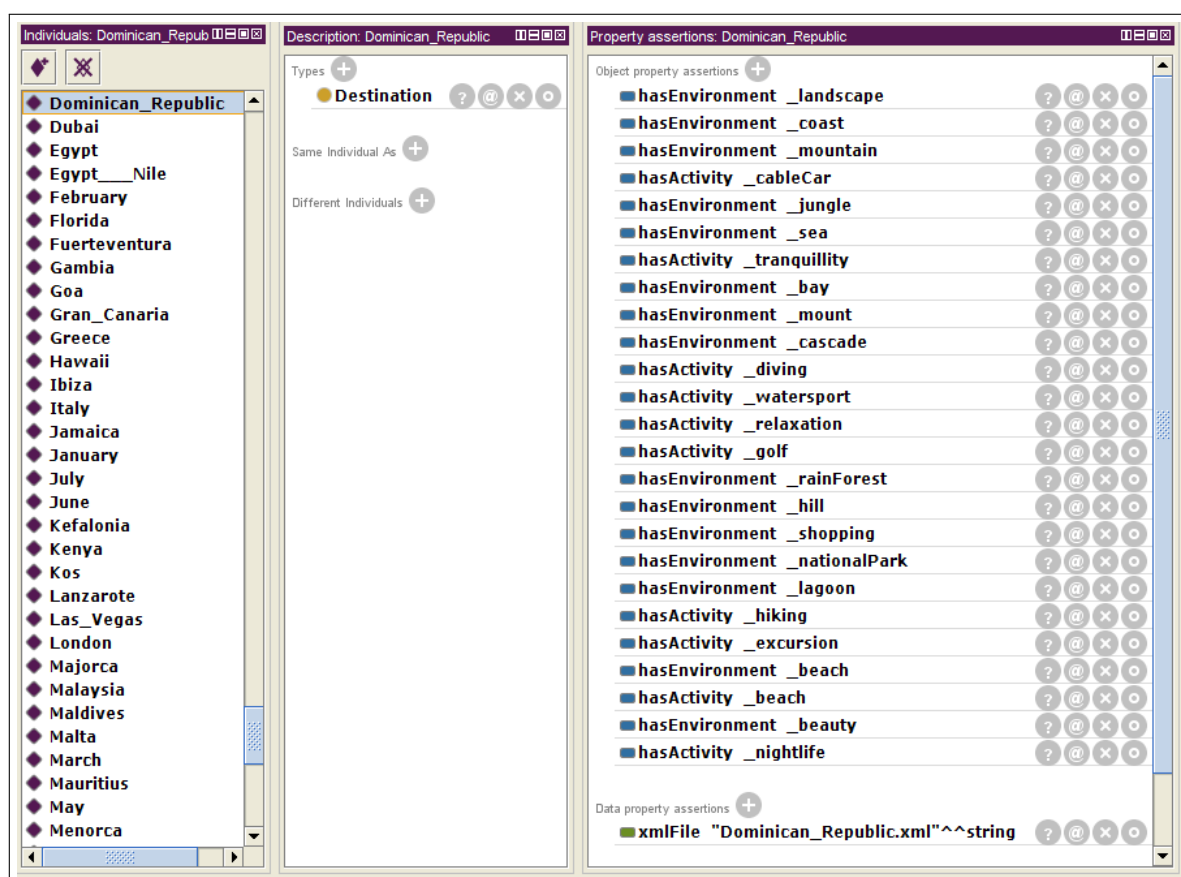 Individuals: Dominican_Repub
Dominican_Republic
Dubai
Egypt
Egypt____Nile
February
Florida
Fuerteventura
Gambia
Goa
Gran_Canaria
Greece
Hawaii
Ibiza
Italy
Jamaica
January
July
June
Kefalonia
Kenya
Kos
Lanzarote
Las_Vegas
London
Majorca
Malaysia
Maldives
Malta
March
Mauritius
May
Menorca
Description: Dominican_Republic
Types
Destination ? @
Same Individual As
Different Individuals
Property assertions: Dominican_Republic
Object property assertions
hasEnvironment _landscape ? @
hasEnvironment _coast ? @
hasEnvironment _mountain ? @
hasActivity _cableCar ? @
hasEnvironment _jungle ? @
hasEnvironment _sea ? @
hasActivity _tranquillity ? @
hasEnvironment _bay ? @
hasEnvironment _mount ? @
hasEnvironment _cascade ? @
hasActivity _diving ? @
hasActivity _watersport ? @
hasActivity _relaxation ? @
hasActivity _golf ? @
hasEnvironment _rainForest ? @
hasEnvironment _hill ? @
hasEnvironment _shopping ? @
hasEnvironment _nationalPark ? @
hasEnvironment _lagoon ? @
hasActivity _hiking ? @
hasActivity _excursion ? @
hasEnvironment _beach ? @
hasActivity _beach ? @
hasEnvironment _beauty ? @
hasActivity _nightlife ? @
Data property assertions
xmlFile "Dominican_Republic.xml"^^string ? @